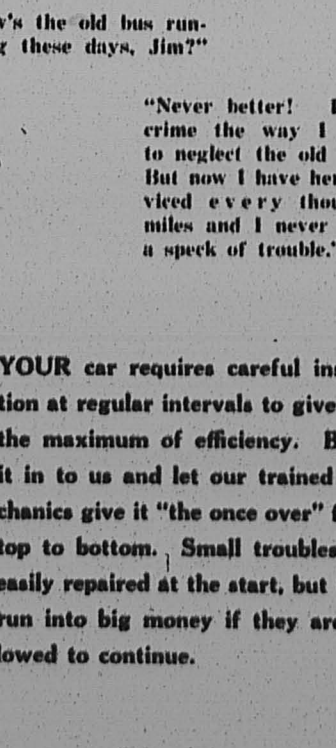 v's the old bus run-
g these days, Jim?"
"Never better!
crime the way I
to neglect the old
But now I have her
viced every thou
miles and I never
a speck of trouble."
YOUR car requires careful ins
tion at regular intervals to give
the maximum of efficiency. B
it in to us and let our trained
chanics give it "the once over" f
top to bottom. Small troubles
easily repaired at the start, but
run into big money if they are
lowed to continue.